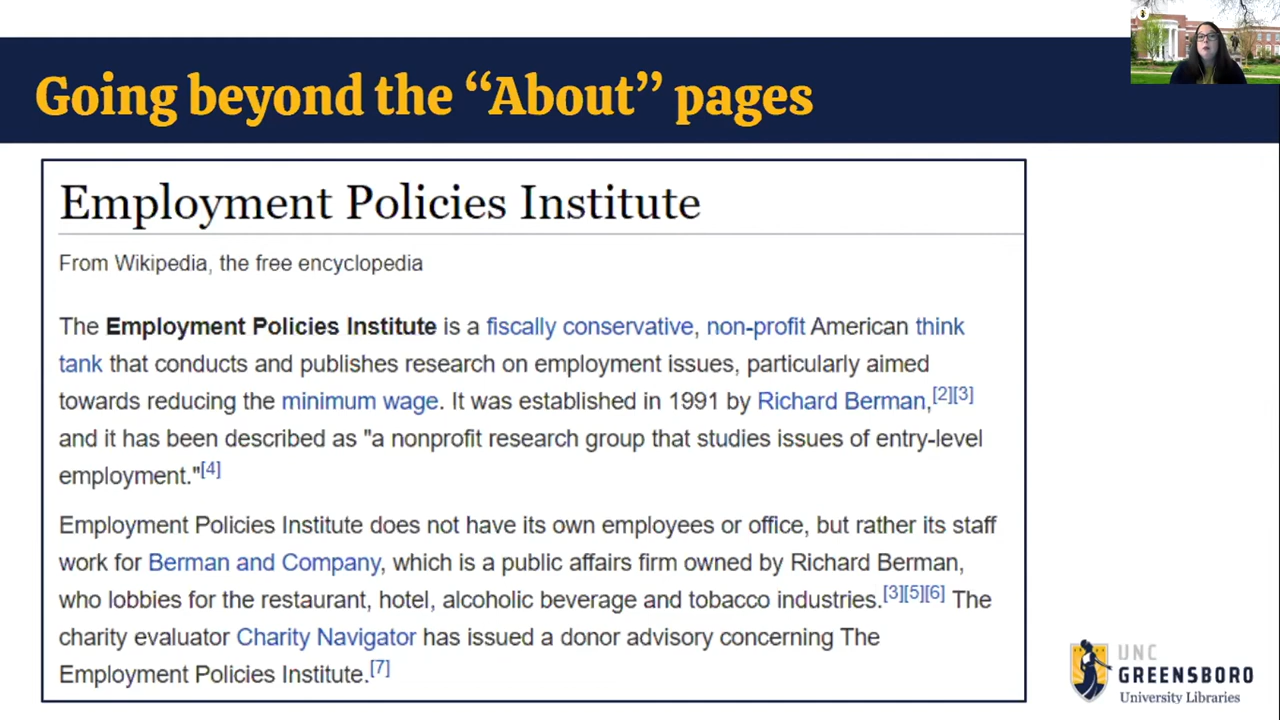 Going beyond the “About” pages
Employment Policies Institute
From Wikipedia, the free encyclopedia
The Employment Policies Institute is a fiscally conservative, non-profit American think
tank that conducts and publishes research on employment issues, particularly aimed
towards reducing the minimum wage. It was established in 1991 by Richard Berman,[2][3]
and it has been described as "a nonprofit research group that studies issues of entry-level
employment."[4]
Employment Policies Institute does not have its own employees or office, but rather its staff
work for Berman and Company, which is a public affairs firm owned by Richard Berman,
who lobbies for the restaurant, hotel, alcoholic beverage and tobacco industries.[3][5][6] The
charity evaluator Charity Navigator has issued a donor advisory concerning The
Employment Policies Institute.[7]
UNC
GREENSBORO
University Libraries